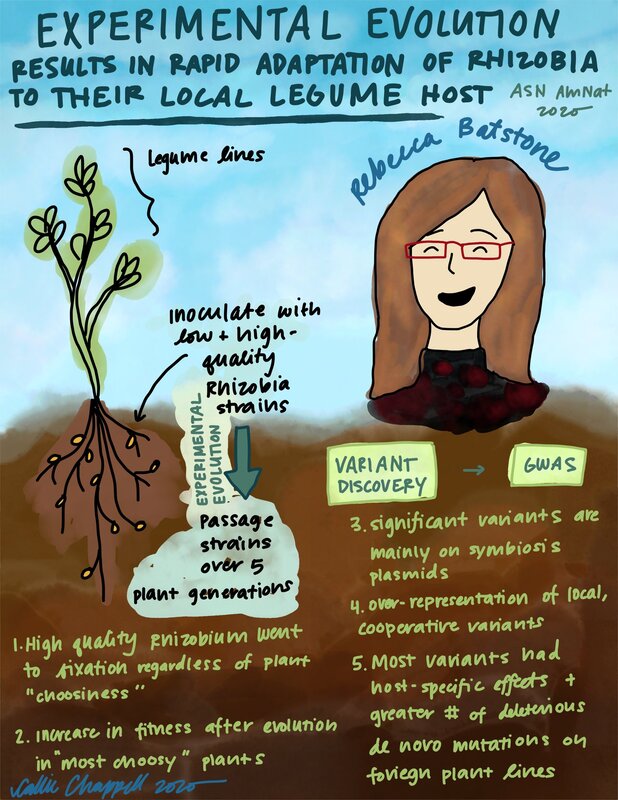 EXPERIMENTAL EVOLUTION
RESULTS IN RAPID ADAPTATION OF RHIZOBIA
TO THEIR LOCAL LEGUME HOST
ASN AmNat
2020
Rebecca Batstone
legume lines
inoculate with
low + high-
quality
Rhizobia
strains
EXPERIMENTAL
EVOLUTION
Passage
strains
over 5
plant generations
VARIANT
DISCOVERY
→
GWAS
1. High quality Rhizobium went
to fixation regardless of plant
"choosiness"
2. Increase in fitness after evolution
in "most choosy" plants
3. significant variants are
mainly on symbiosis
plasmids
4. over-representation of local,
cooperative variants
5. Most variants had
host-specific effects +
greater # of deleterious
de novo mutations on
foriegn plant lines
Callie Chappell 2020